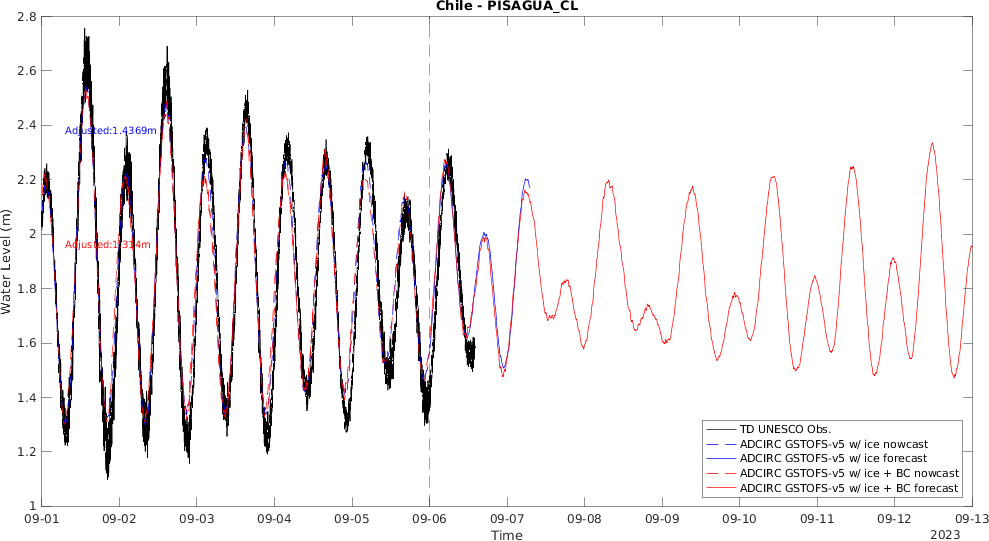 Chile - PISAGUA_CL
2.8
2.6
2.4
2.2
2
1.8
1.6
1.4
1.2
1
Water Level (m)
Adjusted:1.4369m
Adjusted:1.314m
TD UNESCO Obs.
ADCIRC GSTOFS-v5 w/ ice nowcast
ADCIRC GSTOFS-v5 w/ ice forecast
ADCIRC GSTOFS-v5 w/ ice + BC nowcast
ADCIRC GSTOFS-v5 w/ ice + BC forecast
09-01 09-02 09-03 09-04 09-05 09-06 09-07 09-08 09-09 09-10 09-11 09-12 09-13
Time
2023